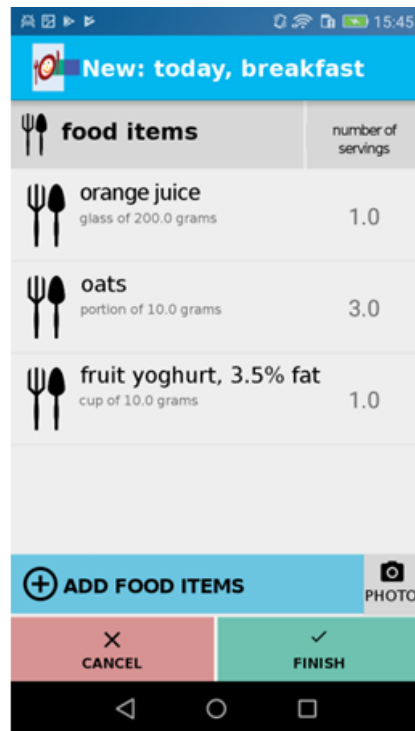 15:45
New: today, breakfast
food items
number of
servings
orange juice
glass of 200.0 grams
1.0
oats
portion of 10.0 grams
3.0
fruit yoghurt, 3.5% fat
cup of 10.0 grams
1.0
ADD FOOD ITEMS
PHOTO
CANCEL
FINISH